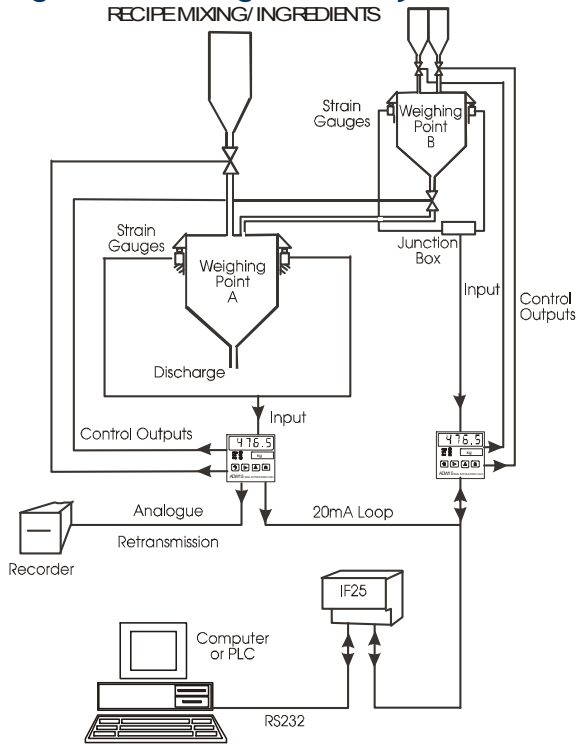 RECIPE MIXING/ INGREDIENTS
Strain
Gauges
Weighing
Point
B
Strain
Gauges
Weighing
Point
A
Junction
Box
Input
Control
Outputs
Discharge
Input
Control Outputs
476.5
kg
476.5
kg
Analogue
Retransmission
20mA Loop
Recorder
IF25
Computer
or PLC
RS232